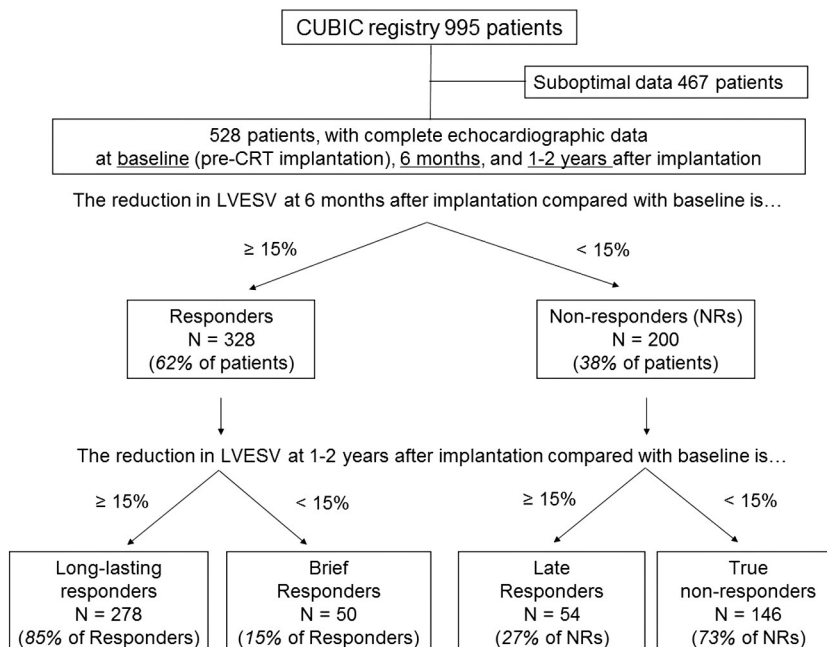 CUBIC registry 995 patients
Suboptimal data 467 patients
528 patients, with complete echocardiographic data
at baseline (pre-CRT implantation), 6 months, and 1-2 years after implantation
The reduction in LVESV at 6 months after implantation compared with baseline is…
≥ 15%
< 15%
Responders
N = 328
(62% of patients)
Non-responders (NRs)
N = 200
(38% of patients)
The reduction in LVESV at 1-2 years after implantation compared with baseline is…
≥ 15%
< 15%
≥ 15%
< 15%
Long-lasting
responders
N = 278
(85% of Responders)
Brief
Responders
N = 50
(15% of Responders)
Late
Responders
N = 54
(27% of NRs)
True
non-responders
N = 146
(73% of NRs)